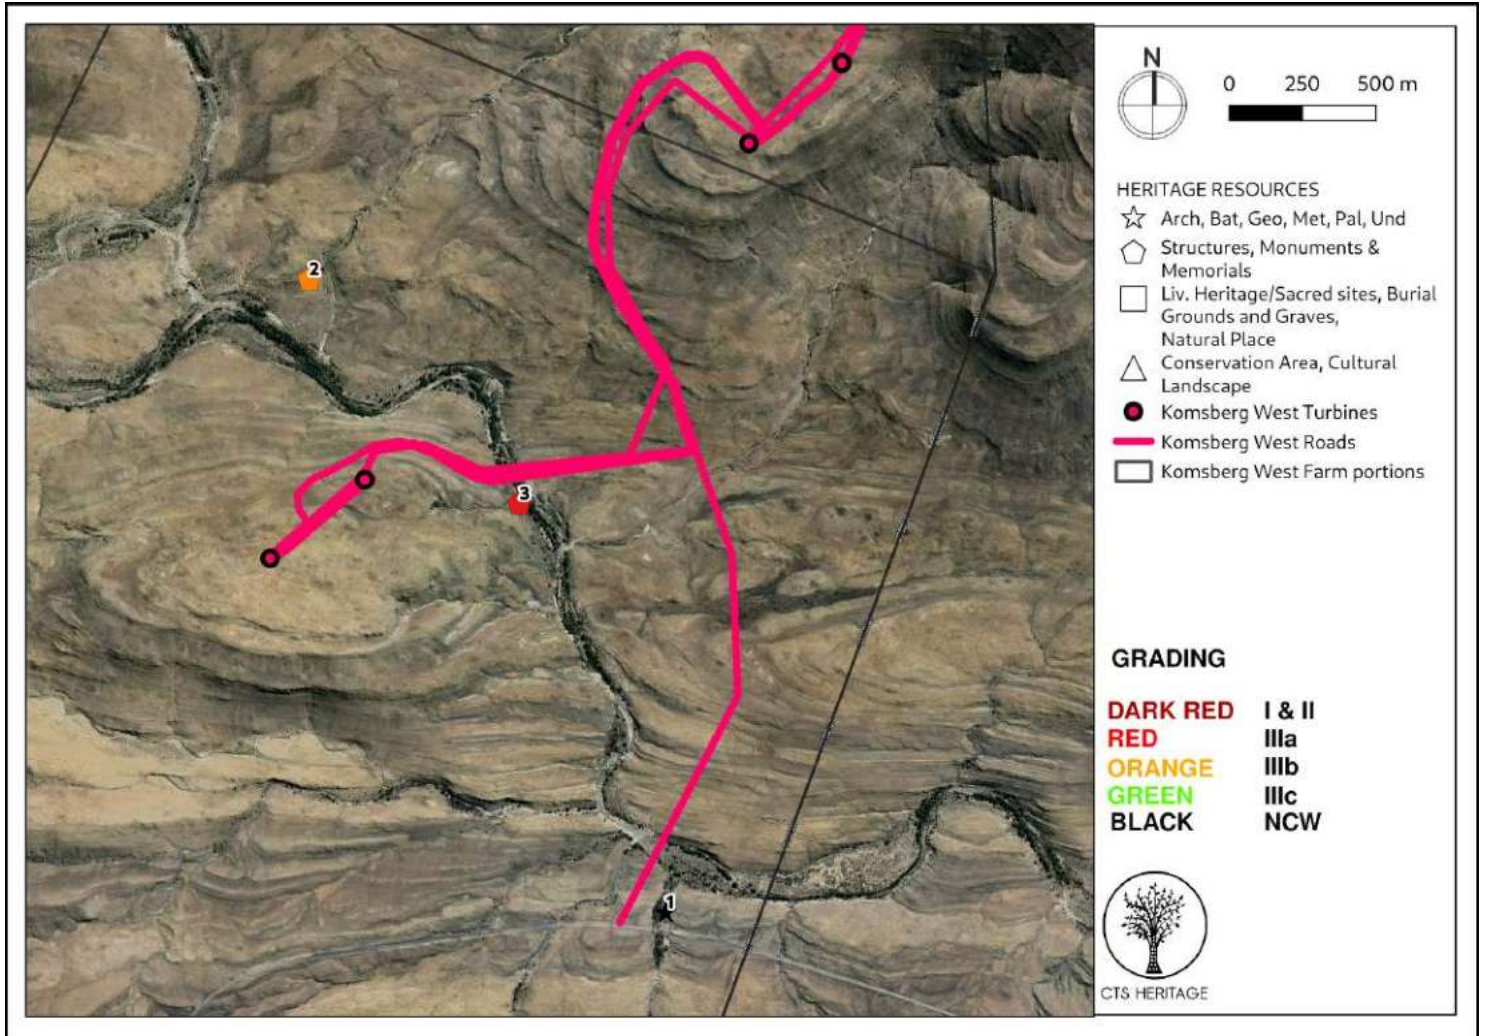 2
3
1
N
0 250 500 m
HERITAGE RESOURCES
Arch, Bat, Geo, Met, Pal, Und
Structures, Monuments &
Memorials
Liv. Heritage/Sacred sites, Burial
Grounds and Graves,
Natural Place
Conservation Area, Cultural
Landscape
Komsberg West Turbines
Komsberg West Roads
Komsberg West Farm portions
GRADING
DARK RED I & II
RED IIIa
ORANGE IIIb
GREEN IIIc
BLACK NCW
CTS HERITAGE